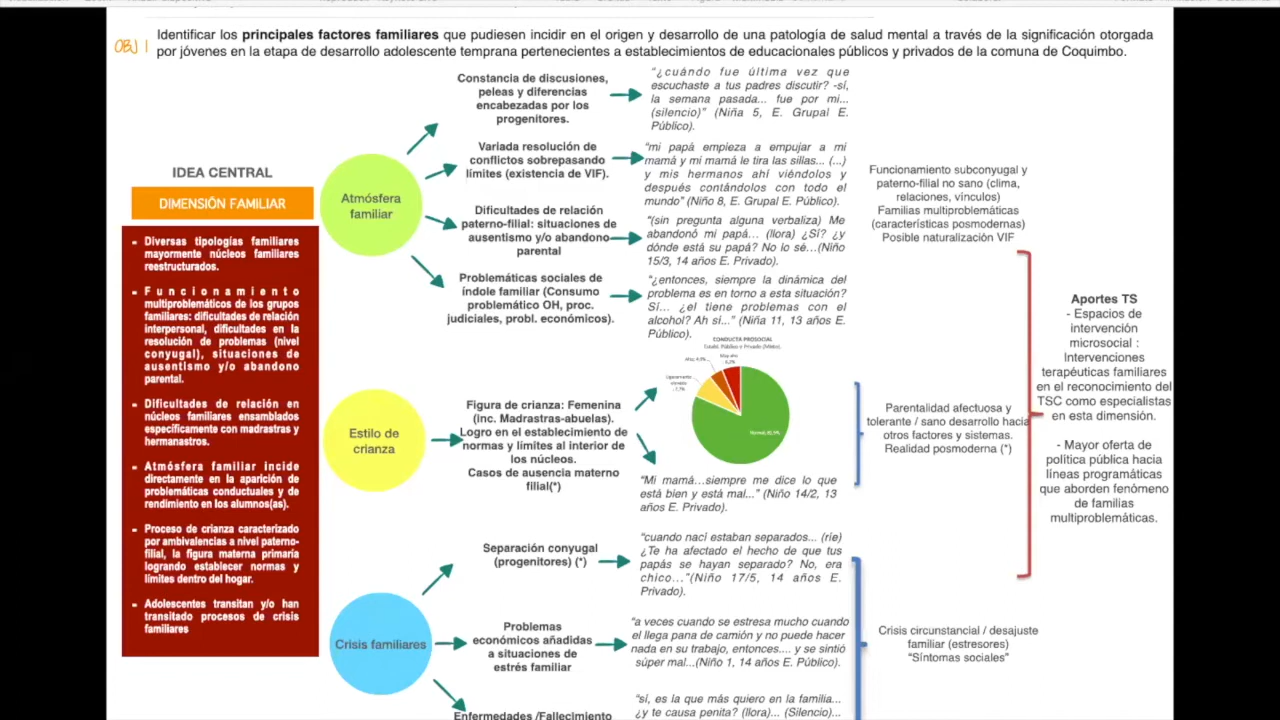 OBJ 1
Identificar los principales factores familiares que pudiesen incidir en el origen y desarrollo de una patología de salud mental a través de la significación otorgada
por jóvenes en la etapa de desarrollo adolescente temprana pertenecientes a establecimientos de educacionales públicos y privados de la comuna de Coquimbo.
IDEA CENTRAL
DIMENSIÓN FAMILIAR
- Diversas tipologías familiares
mayormente núcleos familiares
reestructurados.
- Funcionamiento
multiproblemáticos de los grupos
familiares: dificultades de relación
interpersonal, dificultades en la
resolución de problemas (nivel
conyugal), situaciones de
ausentismo y/o abandono
parental.
- Dificultades de relación en
núcleos familiares ensamblados
específicamente con madrastras y
hermanastros.
- Atmósfera familiar incide
directamente en la aparición de
problemáticas conductuales y de
rendimiento en los alumnos(as).
- Proceso de crianza caracterizado
por ambivalencias a nivel paterno-
filial, la figura materna primaria
logrando establecer normas y
límites dentro del hogar.
- Adolescentes transitan y/o han
transitado procesos de crisis
familiares
Atmósfera
familiar
Constancia de discusiones,
peleas y diferencias
encabezadas por los
progenitores.
"¿cuándo fue última vez que
escuchaste a tus padres discutir? -sí,
la semana pasada... fue por mi...
(silencio)" (Niña 5, E. Grupal E.
Público).
Variada resolución de
conflictos sobrepasando
límites (existencia de VIF).
"mi papá empieza a empujar a mi
mamá y mi mamá le tira las sillas... (...)
y mis hermanos ahí viéndolos y
después contándolos con todo el
mundo" (Niño 8, E. Grupal E. Público).
Dificultades de relación
paterno-filial: situaciones de
ausentismo y/o abandono
parental
"(sin pregunta alguna verbaliza) Me
abandonó mi papá... (llora) ¿Sí? ¿y
dónde está su papá? No lo sé...(Niño
15/3, 14 años E. Privado).
Problemáticas sociales de
índole familiar (Consumo
problemático OH, proc.
judiciales, probl. económicos).
"¿entonces, siempre la dinámica del
problema es en torno a esta situación?
Sí... ¿el tiene problemas con el
alcohol? Ah si..." (Niña 11, 13 años E.
Público).
Funcionamiento subconyugal y
paterno-filial no sano (clima,
relaciones, vínculos)
Familias multiproblemáticas
(características posmodernas)
Posible naturalización VIF
Estilo de
crianza
Figura de crianza: Femenina
(inc. Madrastras-abuelas).
Logro en el establecimiento de
normas y límites al interior de
los núcleos.
Casos de ausencia materno
filial(*)
CONDUCTA PROSOCIAL
"Mi mamá...siempre me dice lo que
está bien y está mal..." (Niño 14/2, 13
años E. Privado).
Parentalidad afectuosa y
tolerante / sano desarrollo hacia
otros factores y sistemas.
Realidad posmoderna (*)
Aportes TS
- Espacios de
intervención
microsocial :
Intervenciones
terapéuticas familiares
en el reconocimiento del
TSC como especialistas
en esta dimensión.
- Mayor oferta de
política pública hacia
líneas programáticas
que aborden fenómeno
de familias
multiproblemáticas.
Crisis familiares
Separación conyugal
(progenitores) (*)
"cuando nací estaban separados... (ríe)
¿Te ha afectado el hecho de que tus
papás se hayan separado? No, era
chico..."(Niño 17/5, 14 años E.
Privado).
Problemas
económicos añadidas
a situaciones de
estrés familiar
"a veces cuando se estresa mucho cuando
el llega pana de camión y no puede hacer
nada en su trabajo, entonces.... y se sintió
súper mal...(Niño 1, 14 años E. Público).
Enfermedades /Fallecimiento
"sí, es la que más quiero en la familia...
¿y te causa penita? (llora)... (Silencio)...
Crisis circunstancial / desajuste
familiar (estresores)
"Síntomas sociales"